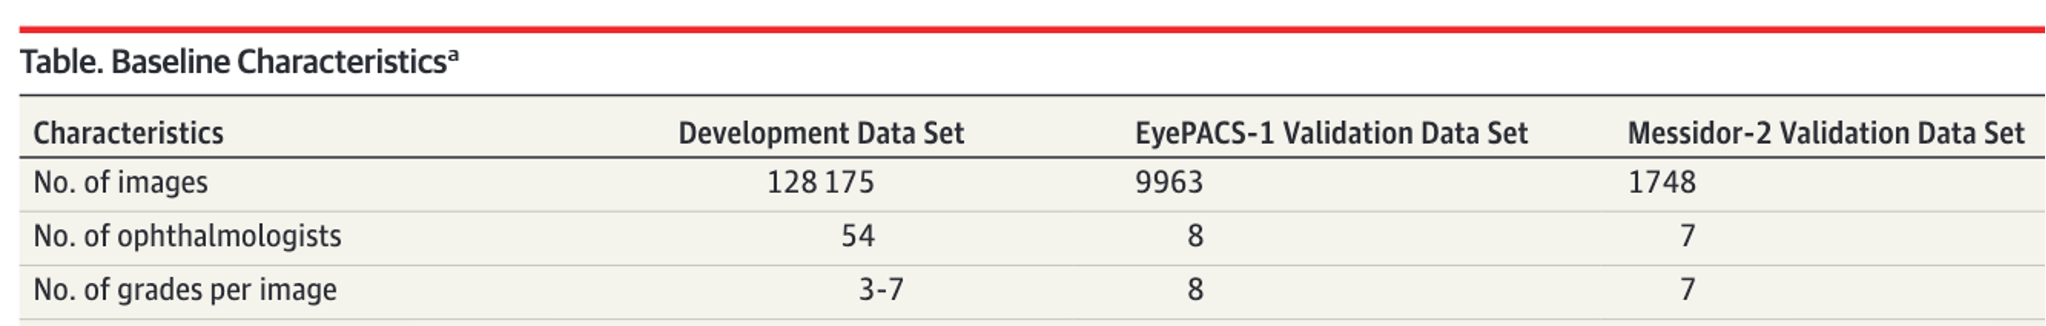 Table. Baseline Characteristicsᵃ
Characteristics Development Data Set EyePACS-1 Validation Data Set Messidor-2 Validation Data Set
No. of images 128 175 9963 1748
No. of ophthalmologists 54 8 7
No. of grades per image 3-7 8 7